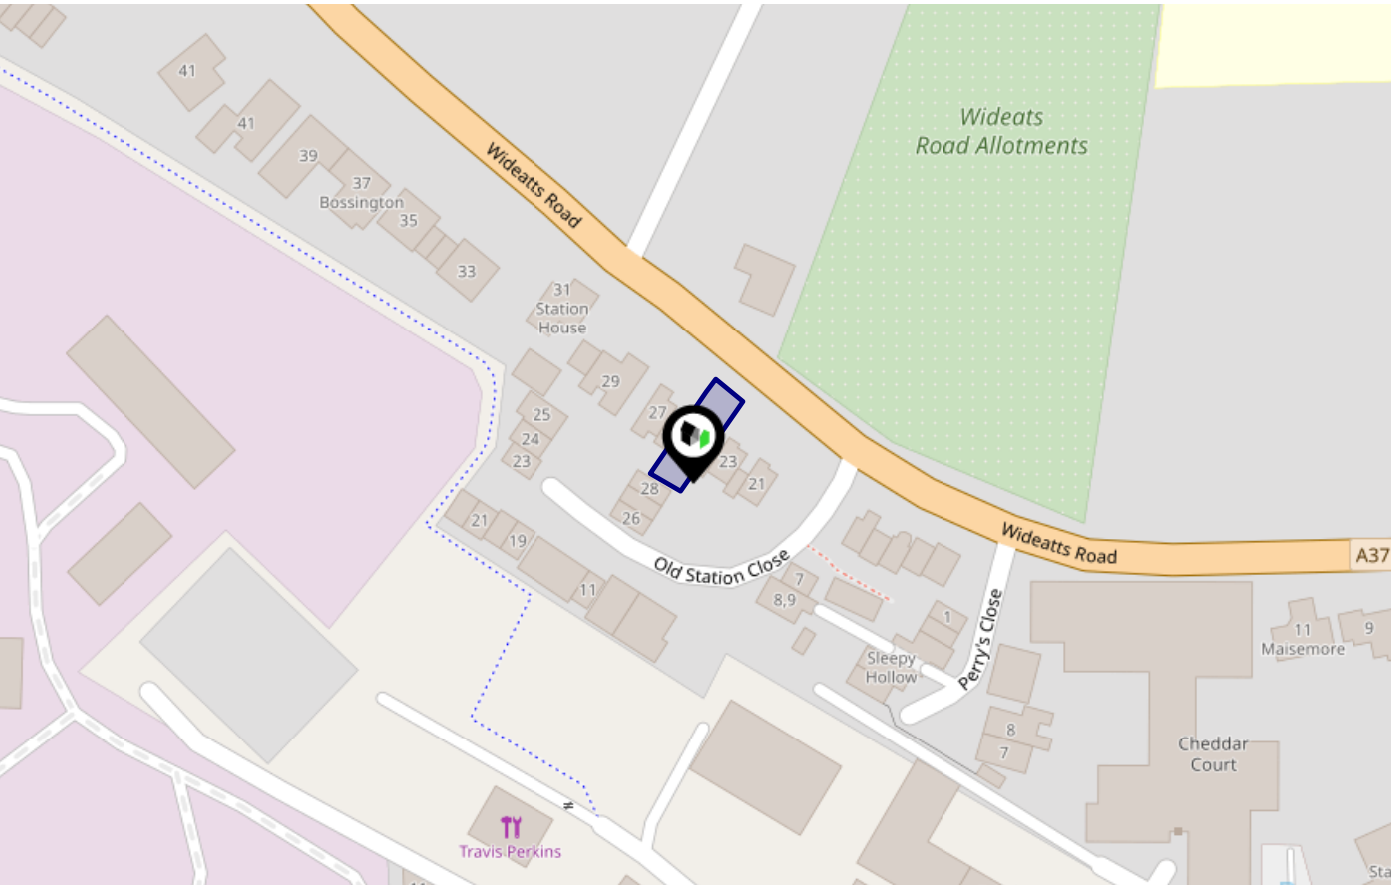 41
Wideats
Road Allotments
41
Wideatts Road
39
37
Bossington
35
33
31
Station
House
29
27
25
24
23
23
21
28
26
21
19
Old Station Close
11
7
8,9
Wideatts Road
A37
1
Perry's Close
Sleepy
Hollow
11
Maisemore
9
8
7
Cheddar
Court
Travis Perkins